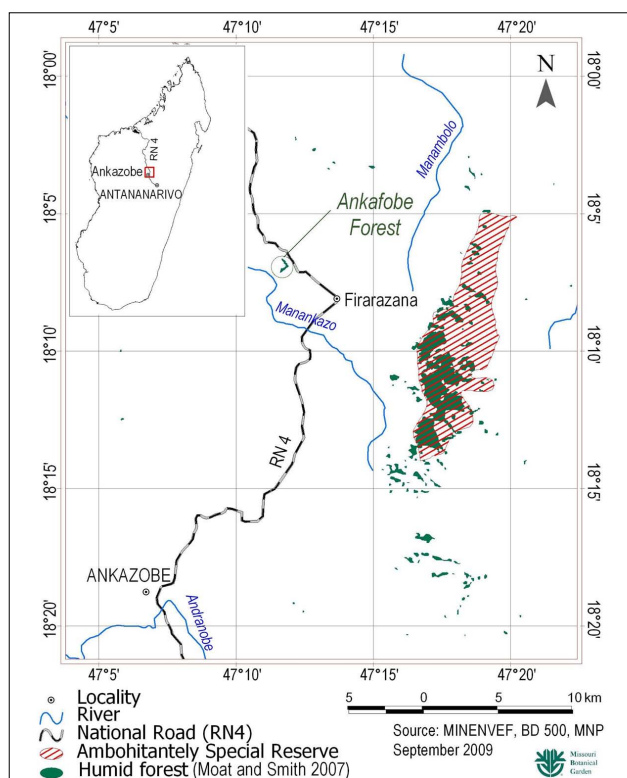 47°5' 47°10' 47°15' 47°20'
18°00'
18°5'
18°10'
18°15'
18°20'
N
RN 4
Ankazobe
ANTANANARIVO
Manambolo
Ankafobe
Forest
Firarazana
Manankazo
RN 4
ANKAZOBE
Andranobe
18°00'
18°5'
18°10'
18°15'
18°20'
47°5' 47°10' 47°15' 47°20'
Locality
River
National Road (RN4)
Ambohitantely Special Reserve
Humid forest (Moat and Smith 2007)
5 0 5 10 km
Source: MINENVEF, BD 500, MNP
September 2009
Missouri
Botanical
Garden